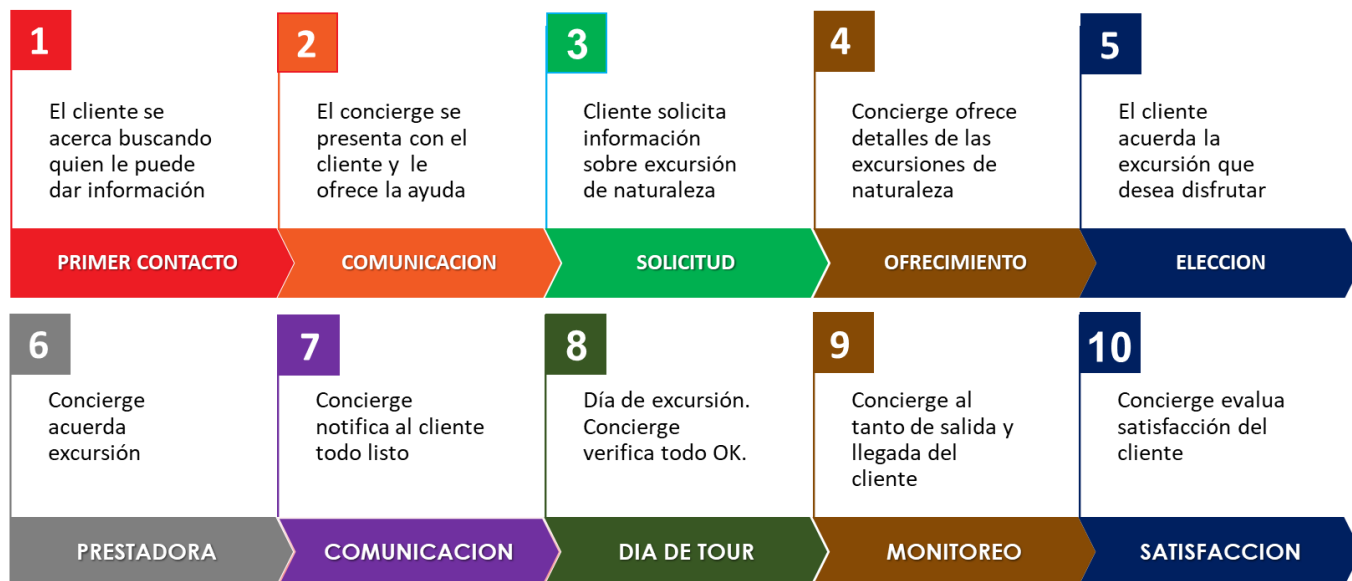 1
El cliente se
acerca buscando
quien le puede
dar información
PRIMER CONTACTO
2
El concierge se
presenta con el
cliente y le
ofrece la ayuda
COMUNICACION
3
Cliente solicita
información
sobre excursión
de naturaleza
SOLICITUD
4
Concierge ofrece
detalles de las
excursiones de
naturaleza
OFRECIMIENTO
5
El cliente
acuerda la
excursión que
desea disfrutar
ELECCION
6
Concierge
acuerda
excursión
PRESTADORA
7
Concierge
notifica al cliente
todo listo
COMUNICACION
8
Día de excursión.
Concierge
verifica todo OK.
DIA DE TOUR
9
Concierge al
tanto de salida y
llegada del
cliente
MONITOREO
10
Concierge evalua
satisfacción del
cliente
SATISFACCION